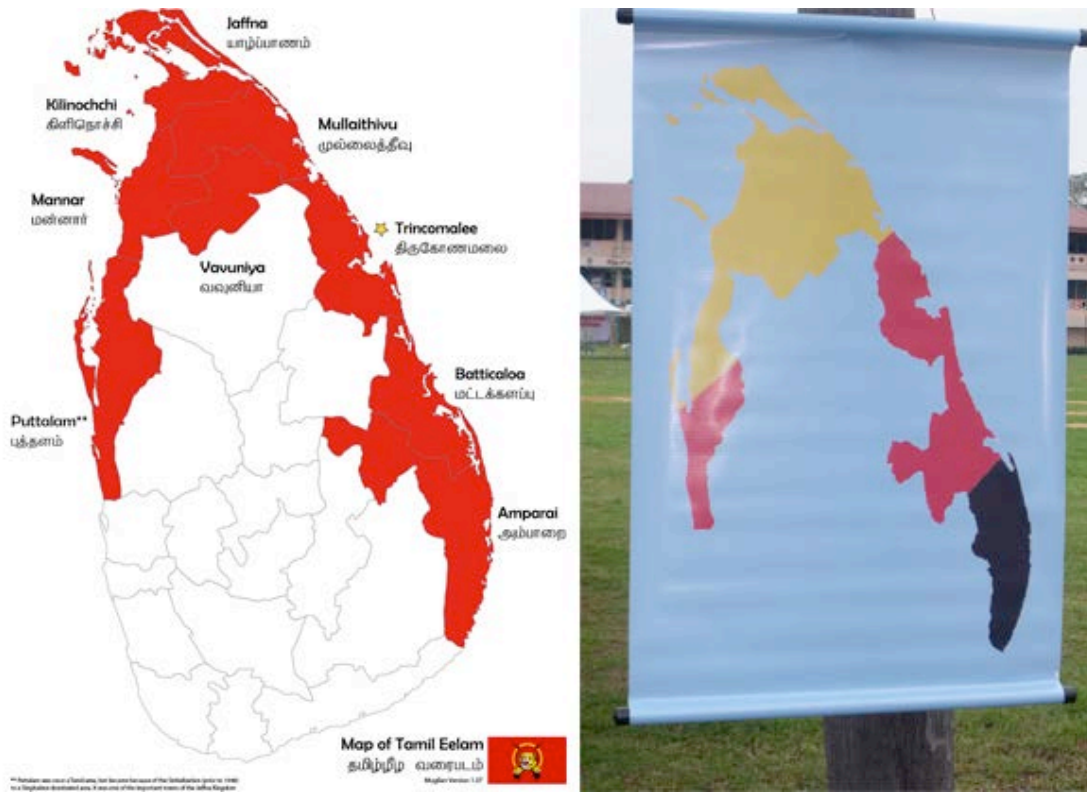 Jaffna
யாழ்ப்பாணம்
Kilinochchi
கிளிநொச்சி
Mullaithivu
முல்லைத்தீவு
Mannar
மன்னார்
Trincomalee
திருகோணமலை
Vavuniya
வவுனியா
Batticaloa
மட்டக்களப்பு
Puttalam**
புத்தளம்
Amparai
அம்பாறை
Map of Tamil Eelam
தமிழீழ வரைபடம்